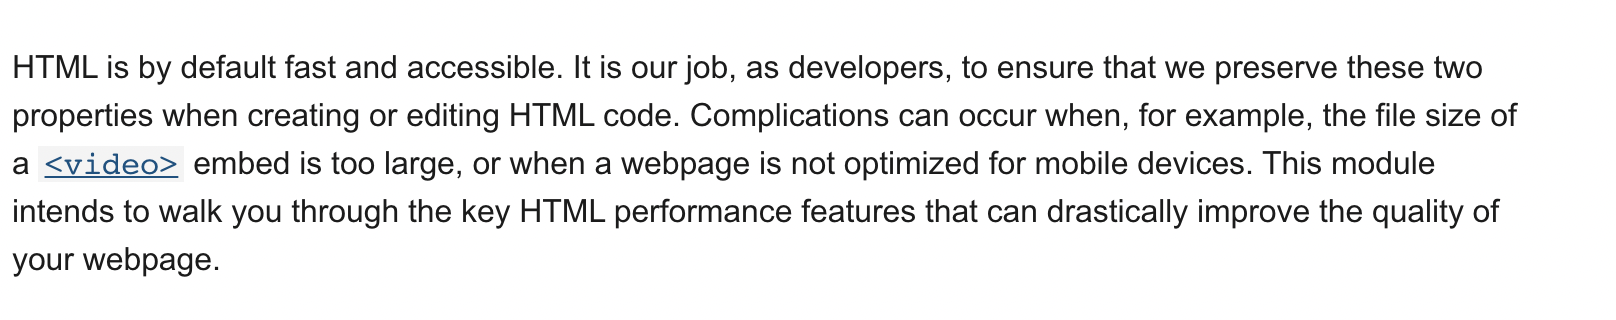 HTML is by default fast and accessible. It is our job, as developers, to ensure that we preserve these two
properties when creating or editing HTML code. Complications can occur when, for example, the file size of
a <video> embed is too large, or when a webpage is not optimized for mobile devices. This module
intends to walk you through the key HTML performance features that can drastically improve the quality of
your webpage.